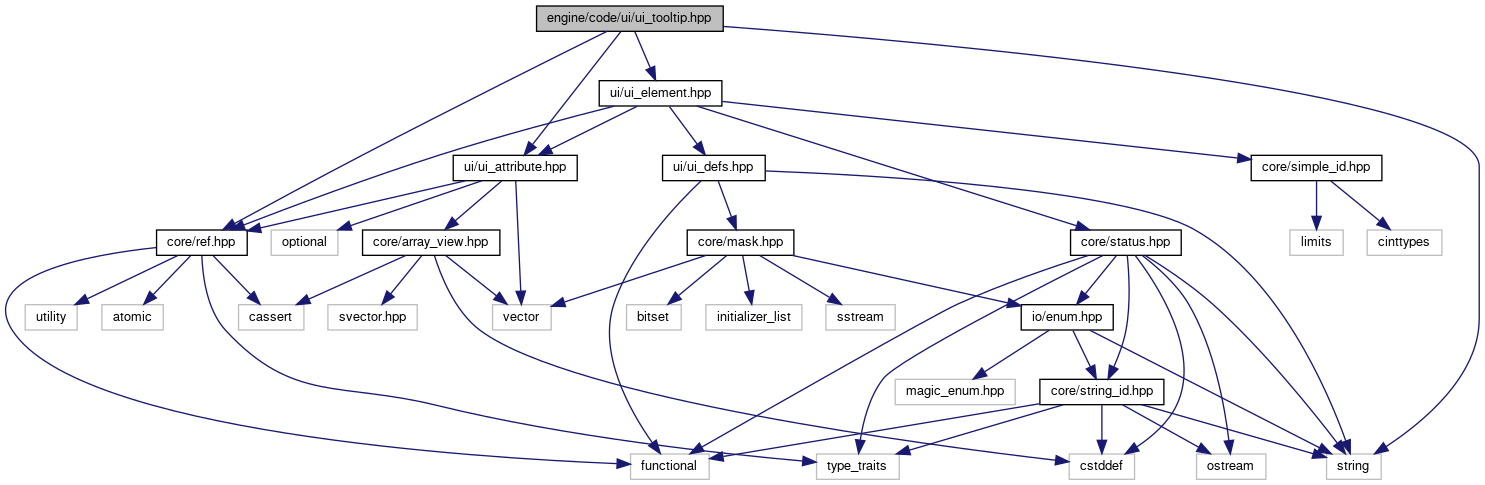 engine/code/ui/ui_tooltip.hpp
ui/ui_element.hpp
ui/ui_attribute.hpp
ui/ui_defs.hpp
core/simple_id.hpp
core/ref.hpp
optional
core/array_view.hpp
core/mask.hpp
core/status.hpp
limits
cinttypes
utility
atomic
cassert
svector.hpp
vector
bitset
initializer_list
sstream
io/enum.hpp
magic_enum.hpp
core/string_id.hpp
functional
type_traits
cstddef
ostream
string